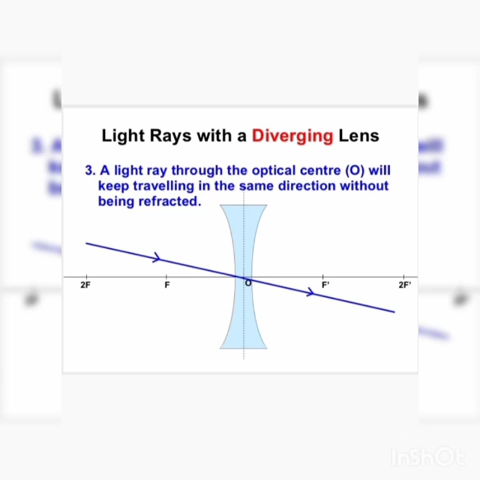 Light Rays with a Diverging Lens
3. A light ray through the optical centre (O) will
keep travelling in the same direction without
being refracted.
2F F O F' 2F'
InShOt